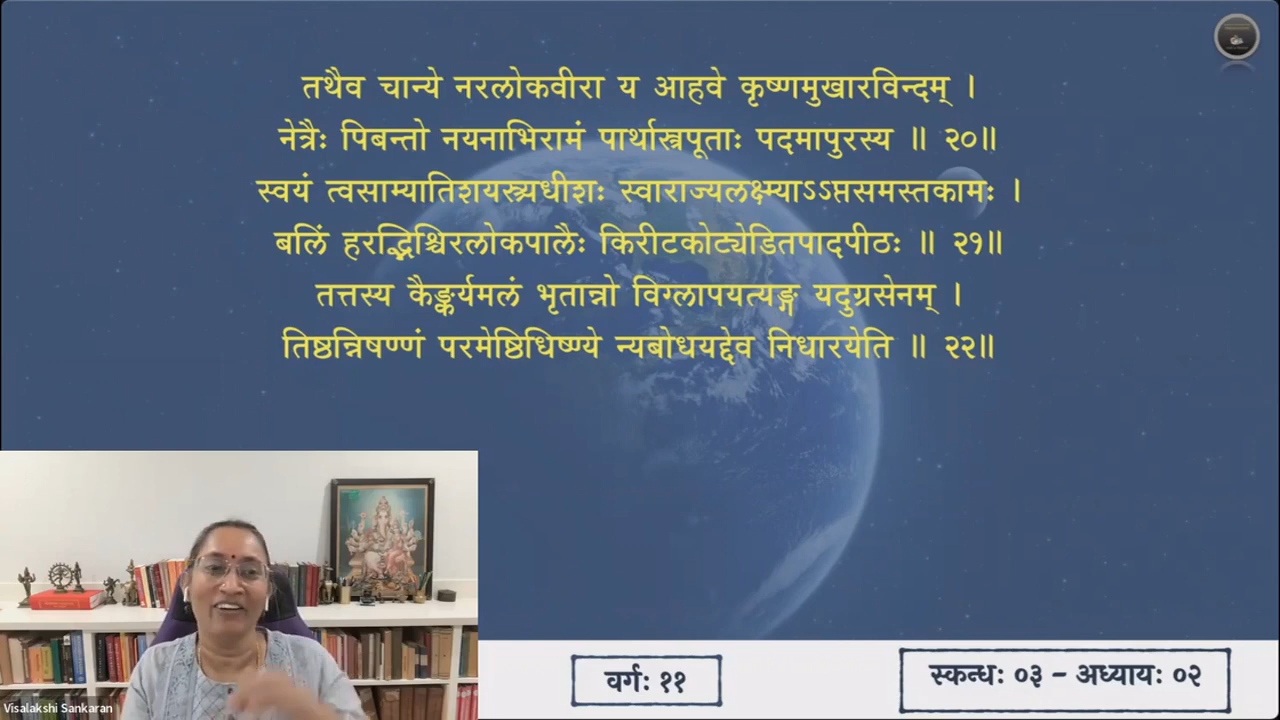 तथैव चान्ये नरलोकवीरा य आहवे कृष्णमुखारविन्दम् ।
नेत्रैः पिबन्तो नयनाभिरामं पार्थास्त्रपूताः पदमापुरस्य ॥ २०॥
स्वयं त्वसाम्यातिशयस्त्र्यधीशः स्वाराज्यलक्ष्म्याऽऽप्तसमस्तकामः ।
बलिं हरद्भिश्चिरलोकपालैः किरीटकोट्येडितपादपीठः ॥ २१॥
तत्तस्य कैङ्कर्यमलं भृतान्नो विग्लापयत्यङ्ग यदुग्रसेनम् ।
तिष्ठन्निषण्णं परमेष्ठिधिष्ण्ये न्यबोधयद्देव निधारयेति ॥ २२॥
Visalakshi Sankaran
वर्गः ११
स्कन्धः ०३ - अध्यायः ०२